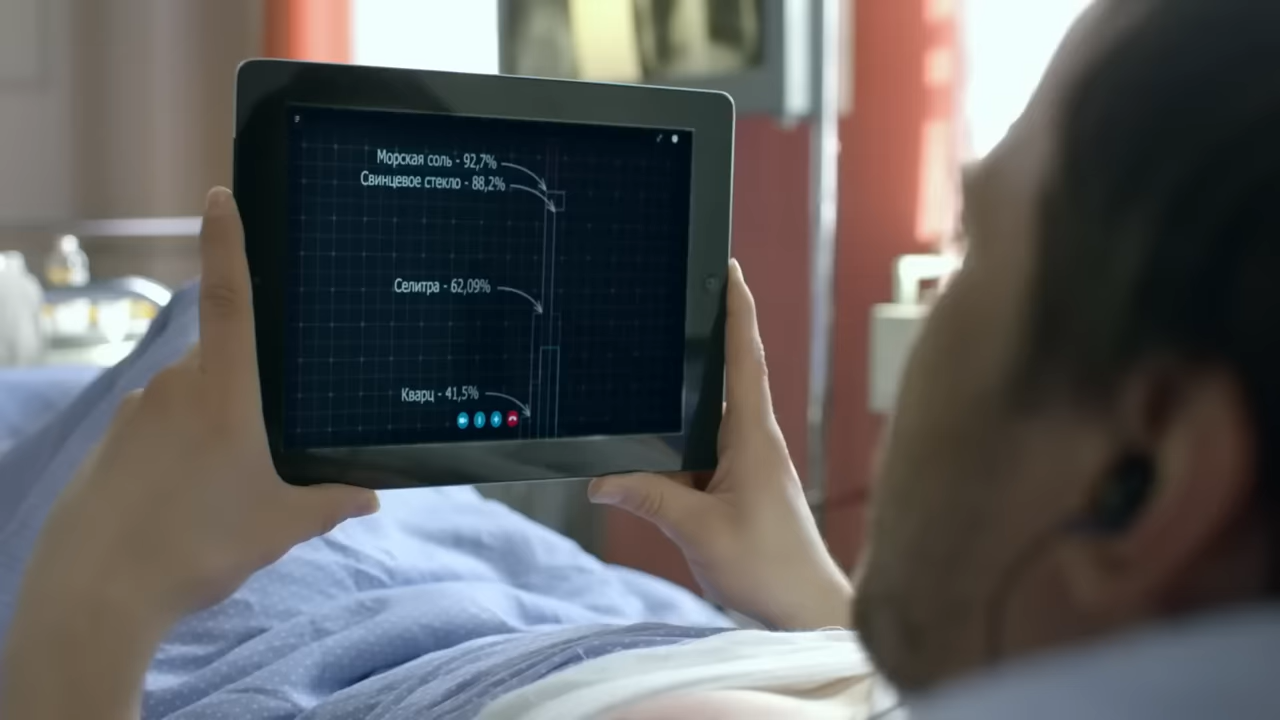 Морская соль - 92,7%
Свинцевое стекло - 88,2%
Селитра - 62,09%
Кварц - 41,5%